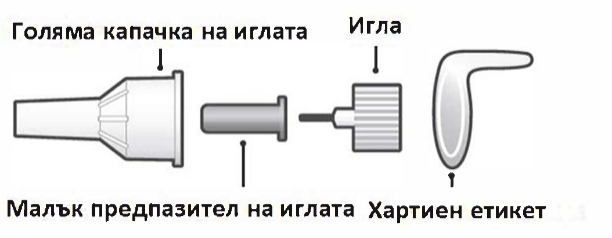 Голяма капачка на иглата
Игла
Малък предпазител на иглата
Хартиен етикет